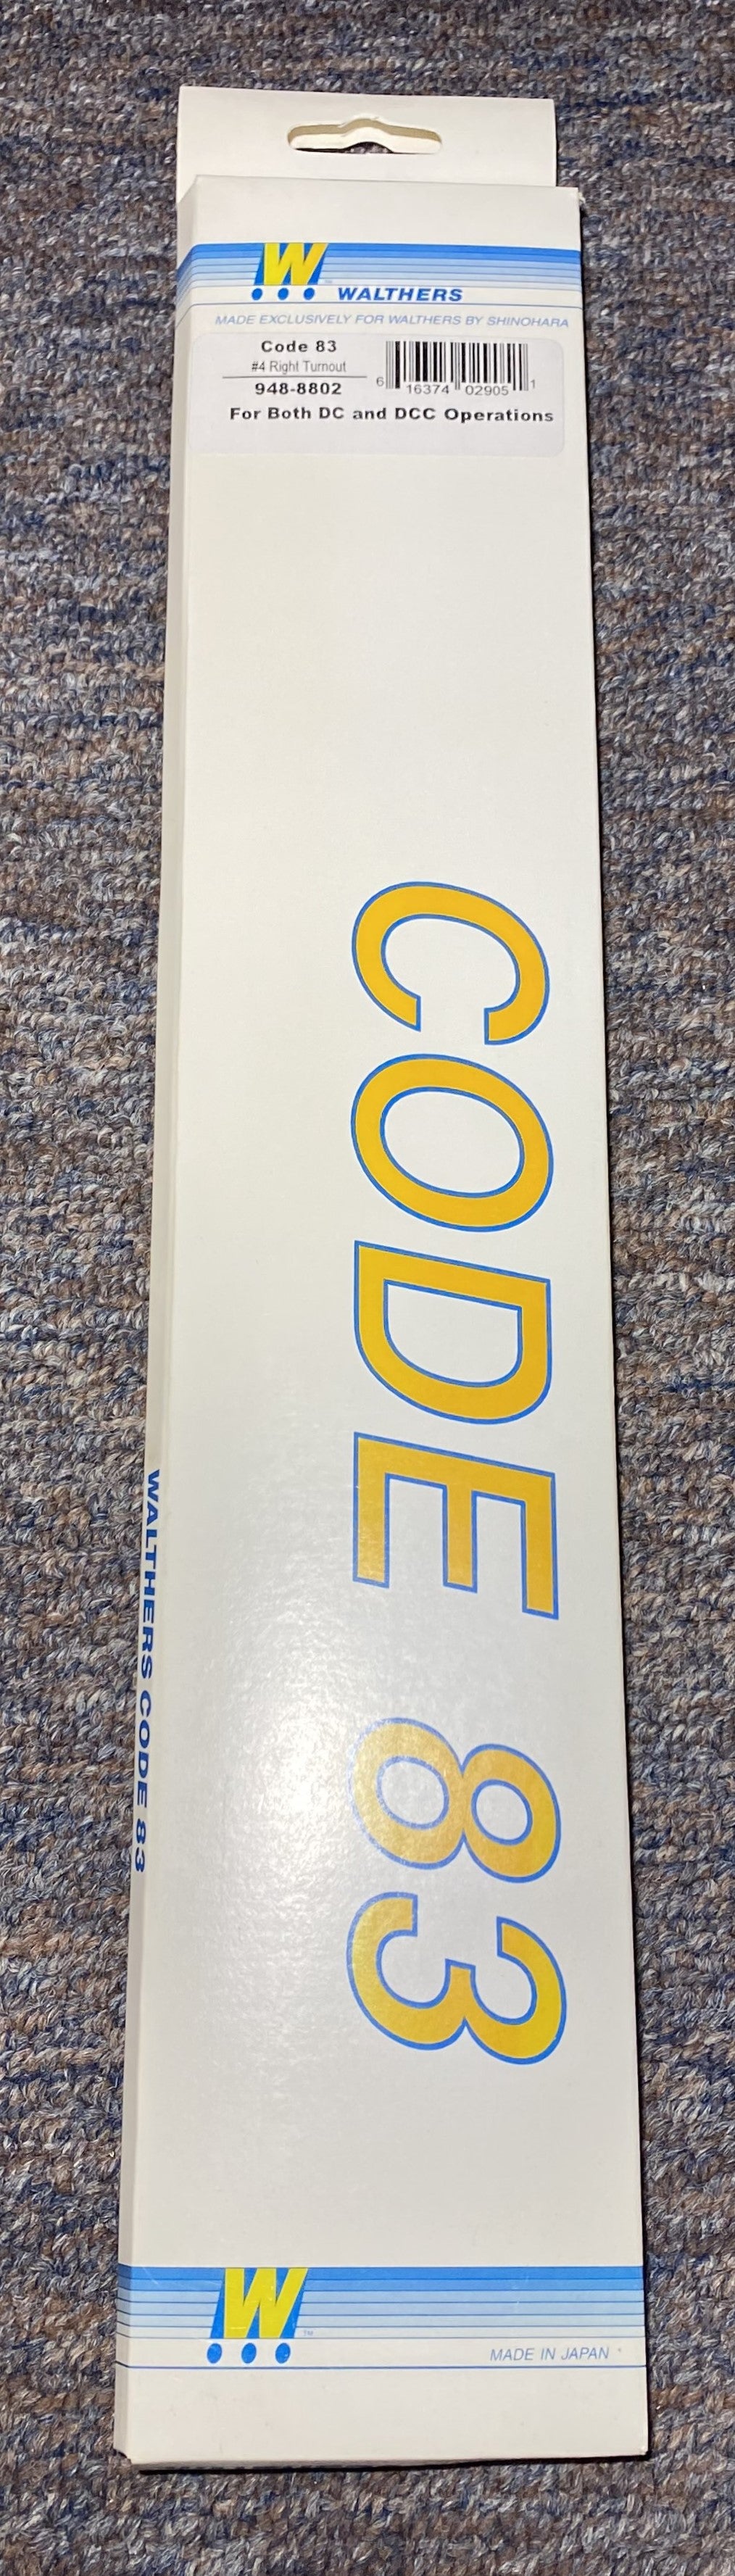 W
WALTHERS
MADE EXCLUSIVELY FOR WALTHERS BY SHINOHARA
Code 83
#4 Right Turnout
948-8802
6 16374 02905 1
For Both DC and DCC Operations
CODE 83
WALTHERS CODE 83
W
TM
MADE IN JAPAN